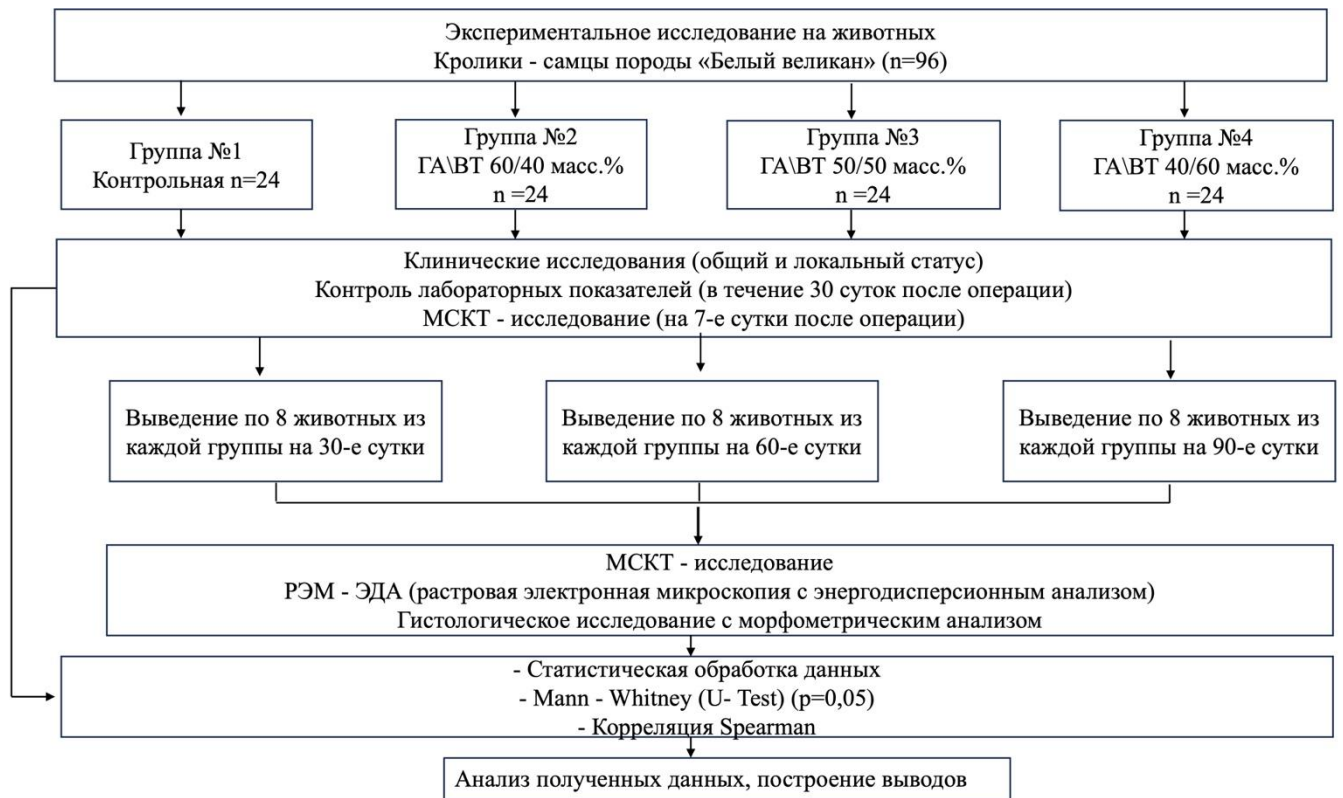 Экспериментальное исследование на животных
Кролики - самцы породы «Белый великан» (n=96)
Группа №1
Контрольная n=24
Группа №2
ГА\ВТ 60/40 масс.%
n =24
Группа №3
ГА\ВТ 50/50 масс.%
n =24
Группа №4
ГА\ВТ 40/60 масс.%
n =24
Клинические исследования (общий и локальный статус)
Контроль лабораторных показателей (в течение 30 суток после операции)
МСКТ - исследование (на 7-е сутки после операции)
Выведение по 8 животных из
каждой группы на 30-е сутки
Выведение по 8 животных из
каждой группы на 60-е сутки
Выведение по 8 животных из
каждой группы на 90-е сутки
МСКТ - исследование
РЭМ - ЭДА (растровая электронная микроскопия с энергодисперсионным анализом)
Гистологическое исследование с морфометрическим анализом
- Статистическая обработка данных
- Mann - Whitney (U- Test) (p=0,05)
- Корреляция Spearman
Анализ полученных данных, построение выводов